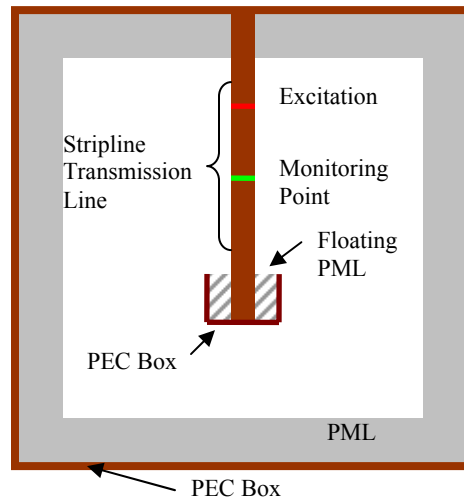 Excitation
Stripline
Transmission
Line
Monitoring
Point
Floating
PML
PEC Box
PML
PEC Box